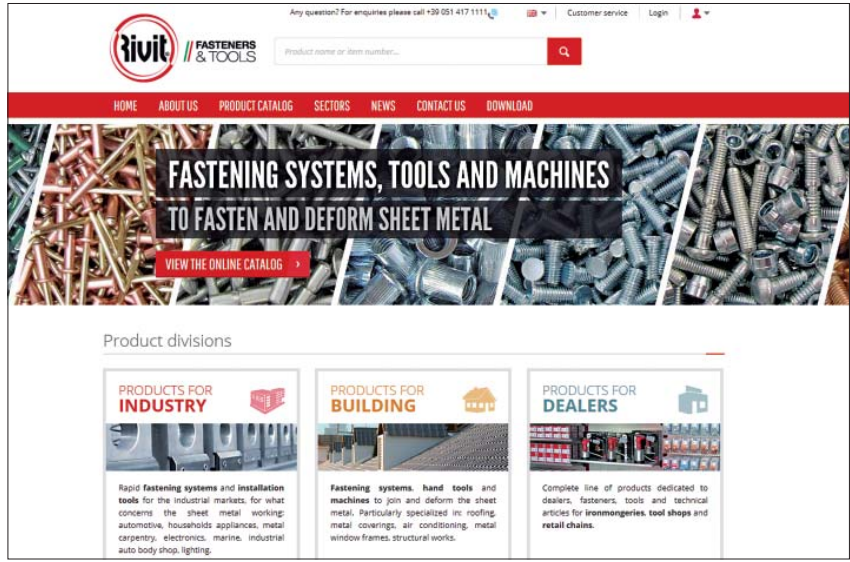 Any question? For enquiries please call +39 051 417 1111
Customer service
Login
Rivit
FASTENERS
& TOOLS
Product name or item number...
HOME ABOUT US PRODUCT CATALOG SECTORS NEWS CONTACT US DOWNLOAD
FASTENING SYSTEMS, TOOLS AND MACHINES
TO FASTEN AND DEFORM SHEET METAL
VIEW THE ONLINE CATALOG
Product divisions
PRODUCTS FOR
INDUSTRY
Rapid fastening systems and installation
tools for the industrial markets, for what
concerns the sheet metal working:
automotive, households appliances, metal
carpentry, electronics, marine, industrial
auto body shop, lighting.
PRODUCTS FOR
BUILDING
Fastening systems, hand tools and
machines to join and deform the sheet
metal. Particularly specialized in: roofing,
metal coverings, air conditioning, metal
window frames, structural works.
PRODUCTS FOR
DEALERS
Complete line of products dedicated to
dealers, fasteners, tools and technical
articles for ironmongeries, tool shops and
retail chains.